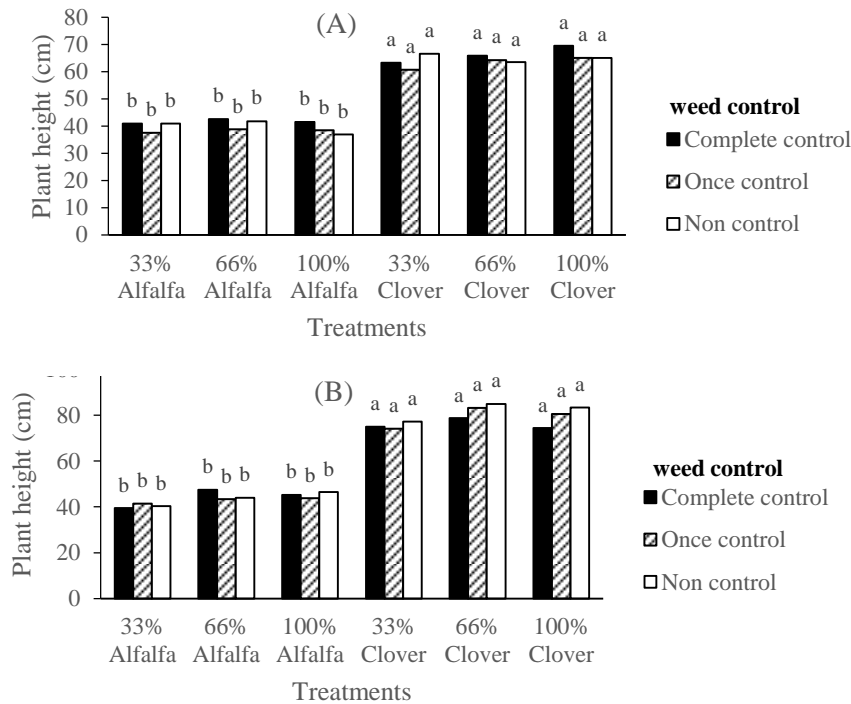 (A)
Plant height (cm)
80
70
60
50
40
30
20
10
0
b b b b b b b b b a a a a a a a a a
33% Alfalfa
66% Alfalfa
100% Alfalfa
33% Clover
66% Clover
100% Clover
Treatments
weed control
Complete control
Once control
Non control
(B)
Plant height (cm)
80
60
40
20
0
b b b b b b b b b a a a a a a a a a
33% Alfalfa
66% Alfalfa
100% Alfalfa
33% Clover
66% Clover
100% Clover
Treatments
weed control
Complete control
Once control
Non control